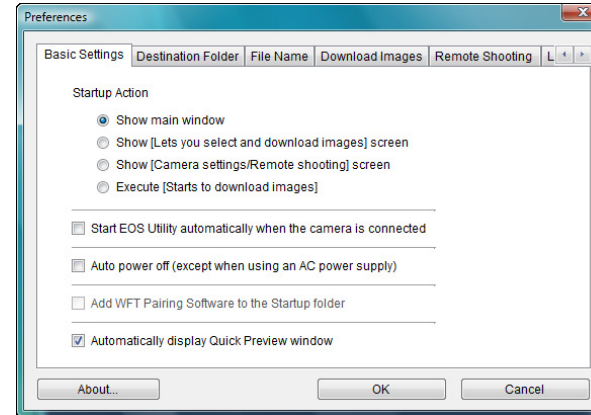 Preferences
Basic Settings Destination Folder File Name Download Images Remote Shooting L
Startup Action
Show main window
Show [Lets you select and download images] screen
Show [Camera settings/Remote shooting] screen
Execute [Starts to download images]
Start EOS Utility automatically when the camera is connected
Auto power off (except when using an AC power supply)
Add WFT Pairing Software to the Startup folder
Automatically display Quick Preview window
About... OK Cancel